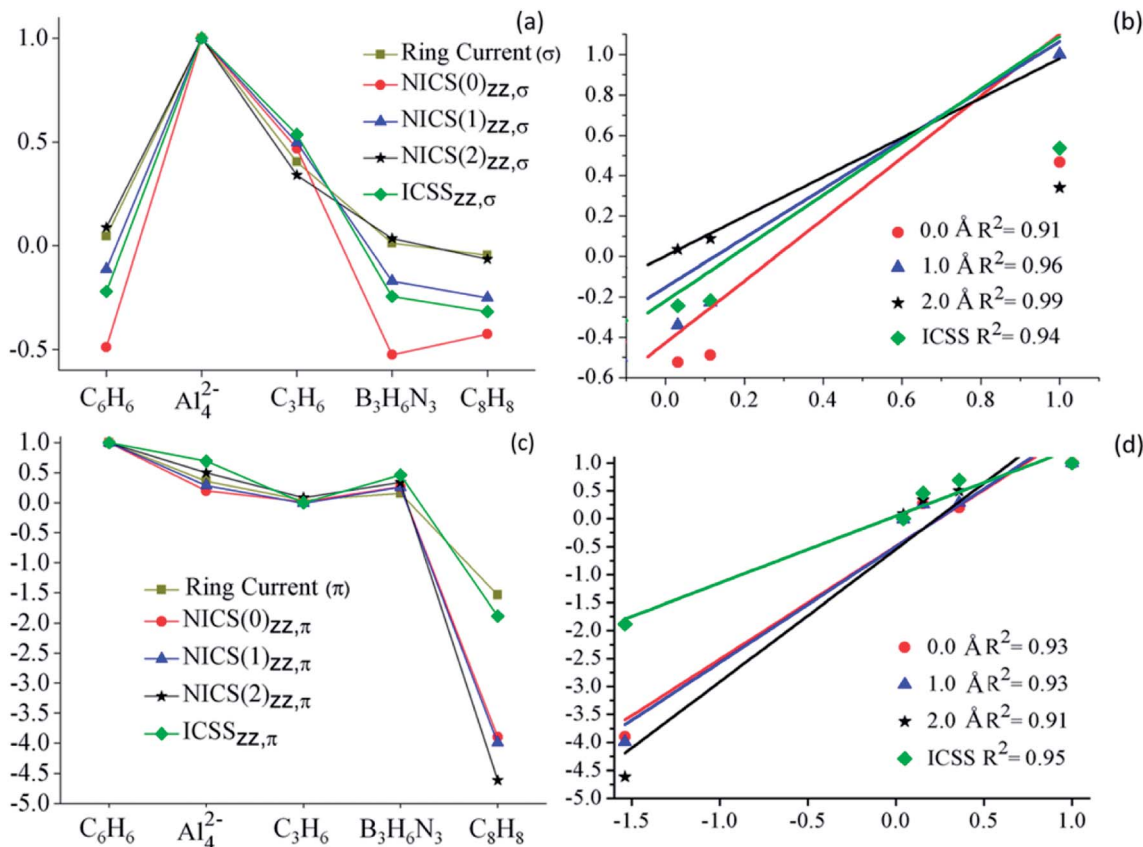 (a)
1.0
0.5
0.0
-0.5
Ring Current (σ)
NICS(0)zz,σ
NICS(1)zz,σ
NICS(2)zz,σ
ICSSzz,σ
C₆H₆
Al₄²⁻
C₃H₆
B₃H₆N₃
C₈H₈
(b)
1.0
0.8
0.6
0.4
0.2
0.0
-0.2
-0.4
-0.6
0.0 Å R²= 0.91
1.0 Å R²= 0.96
2.0 Å R²= 0.99
ICSS R²= 0.94
0.0
0.2
0.4
0.6
0.8
1.0
(c)
1.0
0.5
0.0
-0.5
-1.0
-1.5
-2.0
-2.5
-3.0
-3.5
-4.0
-4.5
-5.0
Ring Current (π)
NICS(0)zz,π
NICS(1)zz,π
NICS(2)zz,π
ICSSzz,π
C₆H₆
Al₄²⁻
C₃H₆
B₃H₆N₃
C₈H₈
(d)
1.0
0.5
0.0
-0.5
-1.0
-1.5
-2.0
-2.5
-3.0
-3.5
-4.0
-4.5
-5.0
0.0 Å R²= 0.93
1.0 Å R²= 0.93
2.0 Å R²= 0.91
ICSS R²= 0.95
-1.5
-1.0
-0.5
0.0
0.5
1.0